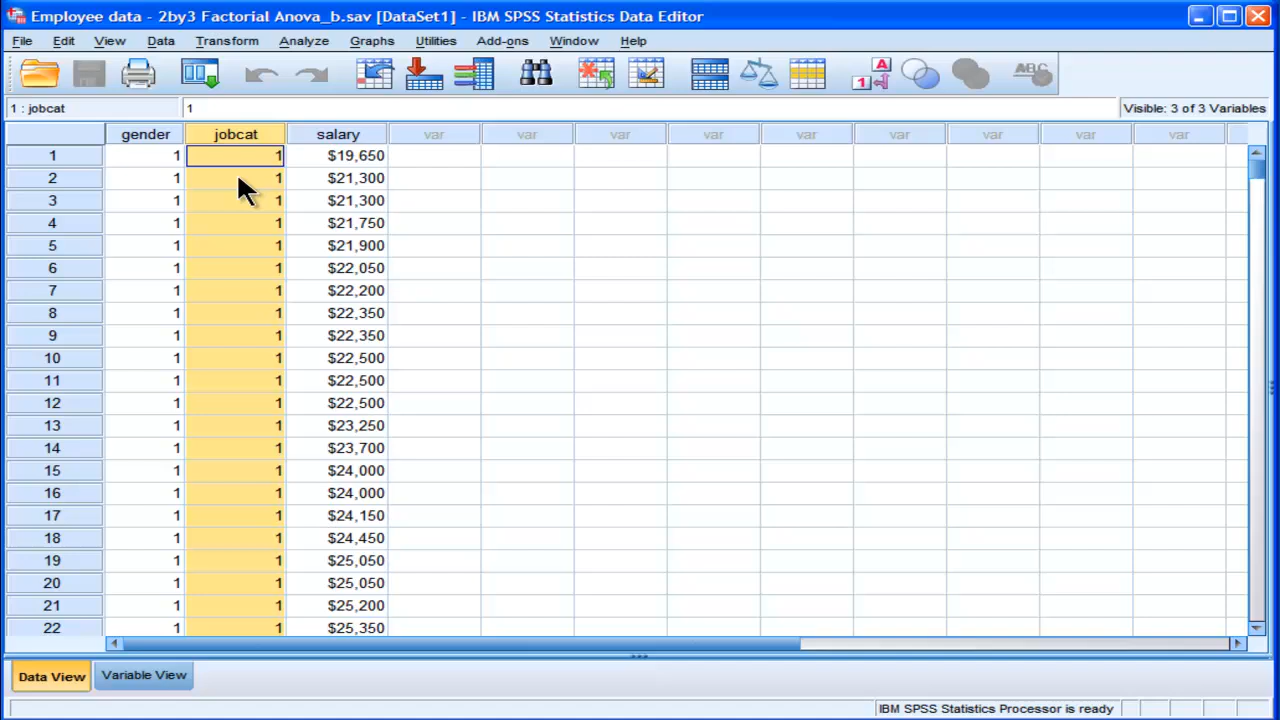 Employee data - 2by3 Factorial Anova_b.sav [DataSet1] - IBM SPSS Statistics Data Editor
File Edit View Data Transform Analyze Graphs Utilities Add-ons Window Help
1 : jobcat 1 Visible: 3 of 3 Variables
gender jobcat salary var var var var var var var var var
1 1 1 $19,650
2 1 1 $21,300
3 1 1 $21,300
4 1 1 $21,750
5 1 1 $21,900
6 1 1 $22,050
7 1 1 $22,200
8 1 1 $22,350
9 1 1 $22,350
10 1 1 $22,500
11 1 1 $22,500
12 1 1 $22,500
13 1 1 $23,250
14 1 1 $23,700
15 1 1 $24,000
16 1 1 $24,000
17 1 1 $24,150
18 1 1 $24,450
19 1 1 $25,050
20 1 1 $25,050
21 1 1 $25,200
22 1 1 $25,350
Data View Variable View
IBM SPSS Statistics Processor is ready